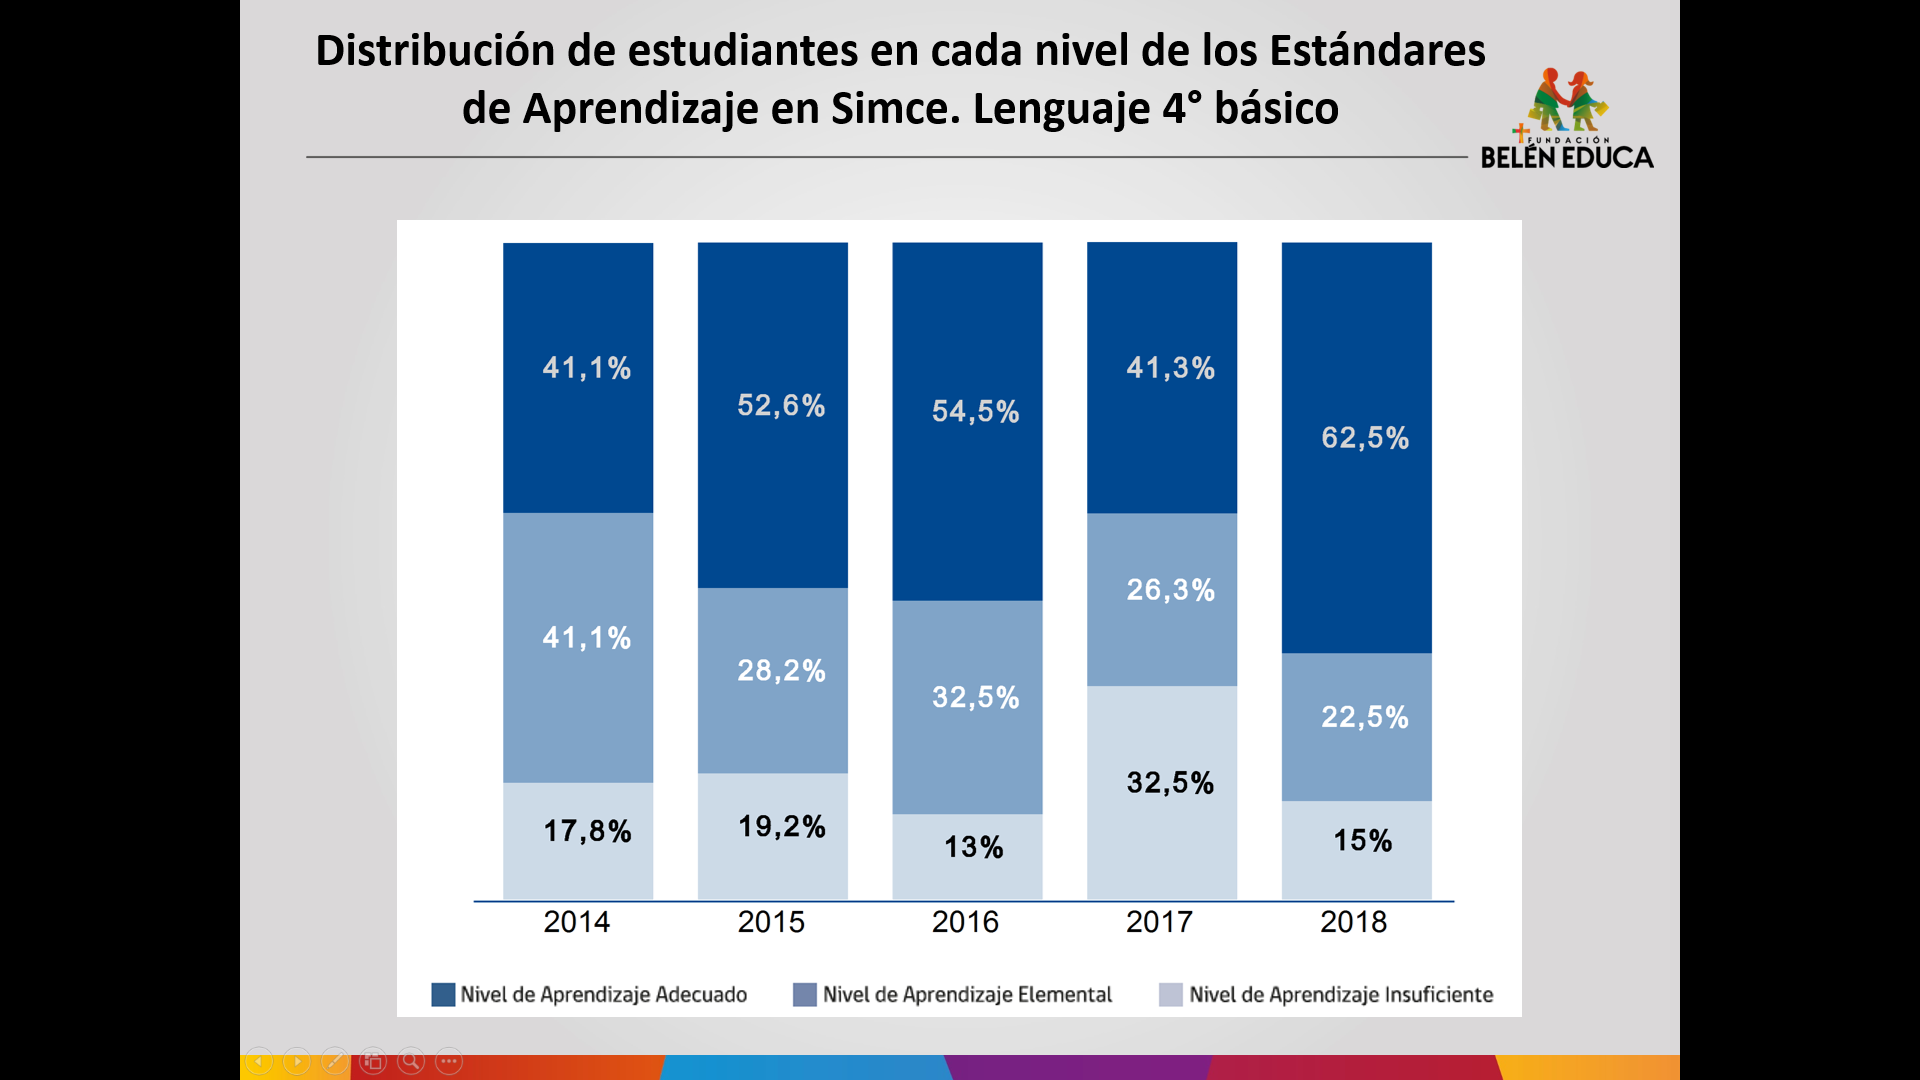 Distribución de estudiantes en cada nivel de los Estándares
de Aprendizaje en Simce. Lenguaje 4° básico
FUNDACIÓN
BELÉN EDUCA
41,1%
52,6%
54,5%
41,3%
62,5%
41,1%
28,2%
32,5%
26,3%
22,5%
17,8%
19,2%
13%
32,5%
15%
2014 2015 2016 2017 2018
Nivel de Aprendizaje Adecuado Nivel de Aprendizaje Elemental Nivel de Aprendizaje Insuficiente